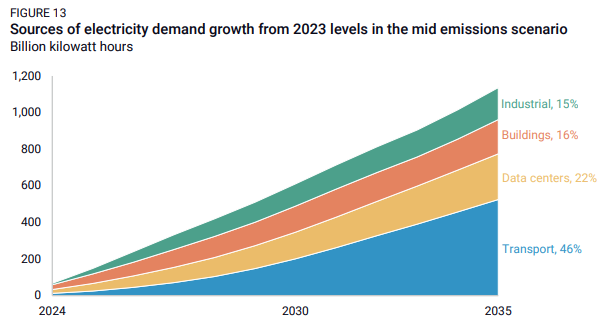 FIGURE 13
Sources of electricity demand growth from 2023 levels in the mid emissions scenario
Billion kilowatt hours
1,200
1,000
800
600
400
200
0
Industrial, 15%
Buildings, 16%
Data centers, 22%
Transport, 46%
2024
2030
2035